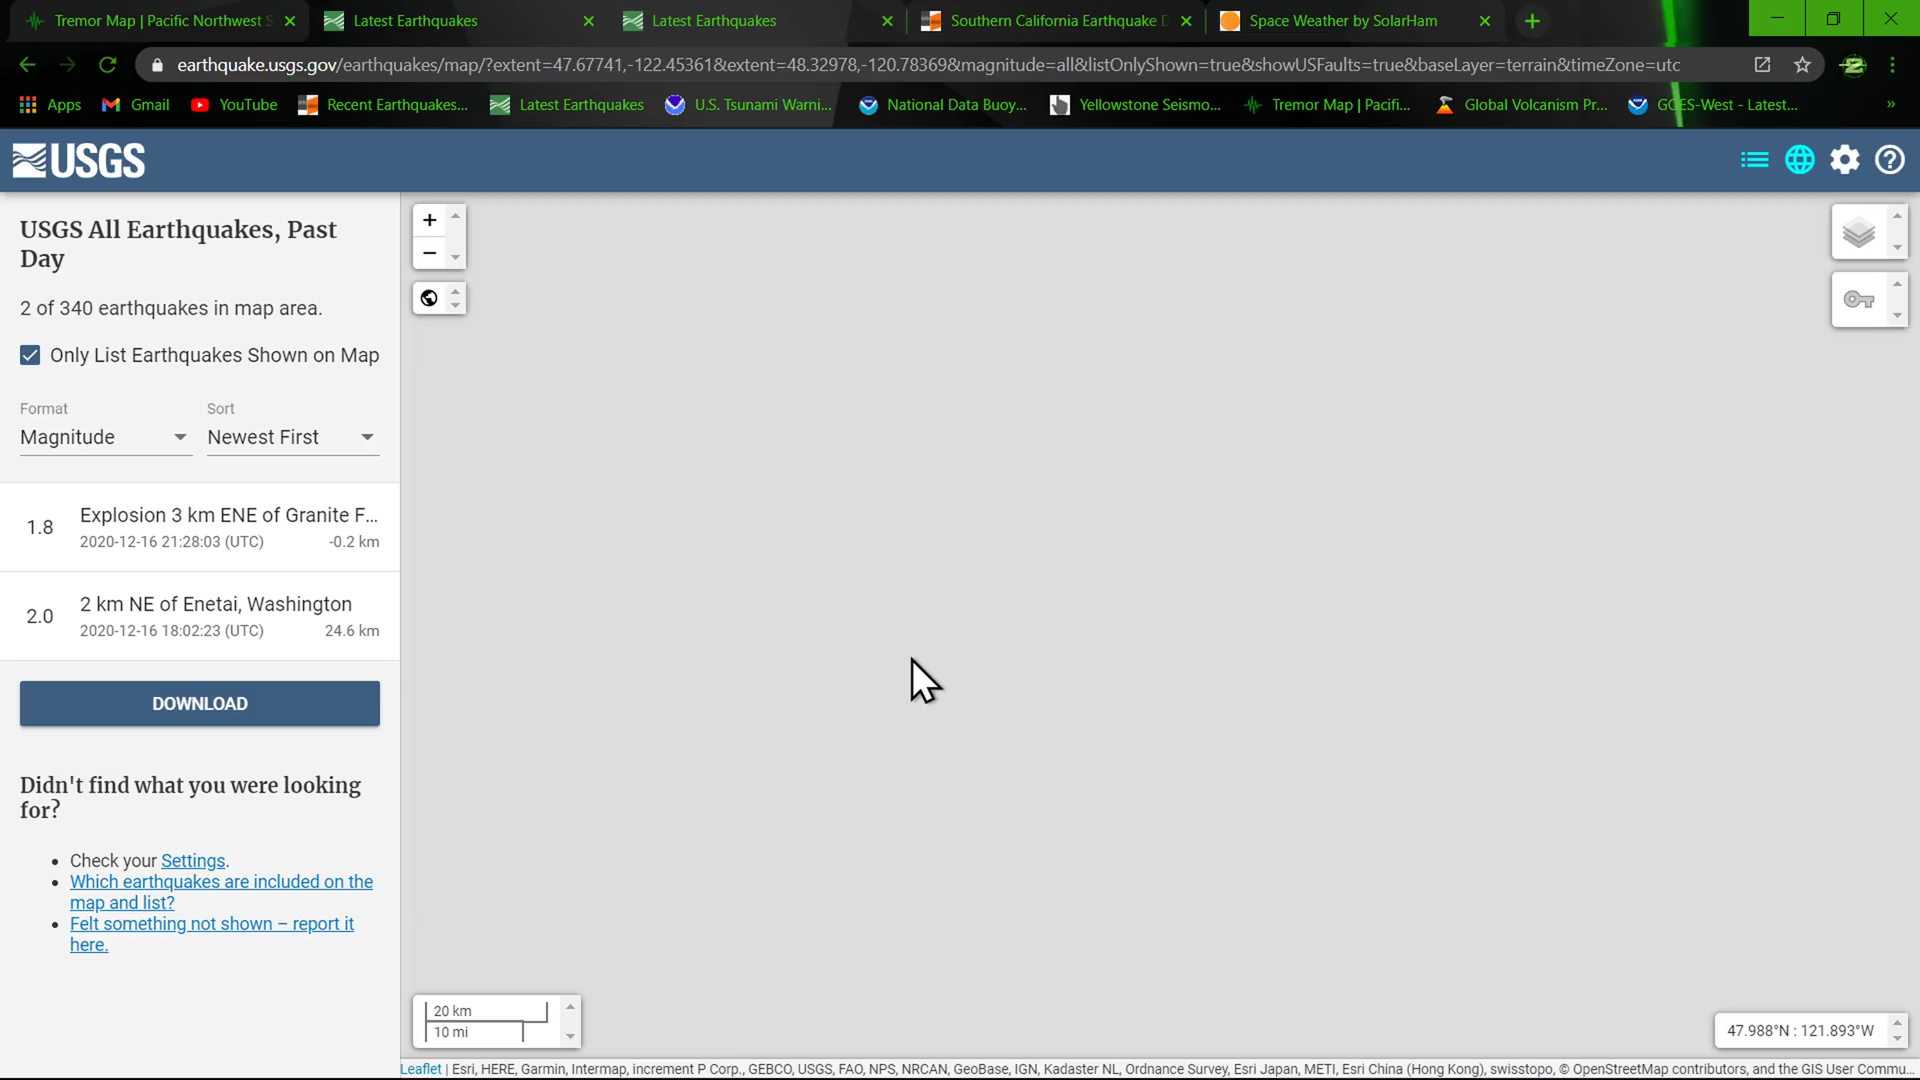 Tremor Map | Pacific Northwest S
Latest Earthquakes
Latest Earthquakes
Southern California Earthquake D
Space Weather by SolarHam
earthquake.usgs.gov/earthquakes/map/?extent=47.67741,-122.45361&extent=48.32978,-120.78369&magnitude=all&listOnlyShown=true&showUSFaults=true&baseLayer=terrain&timeZone=utc
Apps
Gmail
YouTube
Recent Earthquakes...
Latest Earthquakes
U.S. Tsunami Warni...
National Data Buoy...
Yellowstone Seismo...
Tremor Map | Pacifi...
Global Volcanism Pr...
GOES-West - Latest...
»
USGS
USGS All Earthquakes, Past
Day
2 of 340 earthquakes in map area.
Only List Earthquakes Shown on Map
Format
Sort
Magnitude
Newest First
1.8
Explosion 3 km ENE of Granite F...
2020-12-16 21:28:03 (UTC)
-0.2 km
2.0
2 km NE of Enetai, Washington
2020-12-16 18:02:23 (UTC)
24.6 km
DOWNLOAD
Didn't find what you were looking
for?
• Check your Settings.
• Which earthquakes are included on the
map and list?
• Felt something not shown – report it
here.
+
−
20 km
10 mi
47.988°N : 121.893°W
Leaflet | Esri, HERE, Garmin, Intermap, increment P Corp., GEBCO, USGS, FAO, NPS, NRCAN, GeoBase, IGN, Kadaster NL, Ordnance Survey, Esri Japan, METI, Esri China (Hong Kong), swisstopo, © OpenStreetMap contributors, and the GIS User Commu...